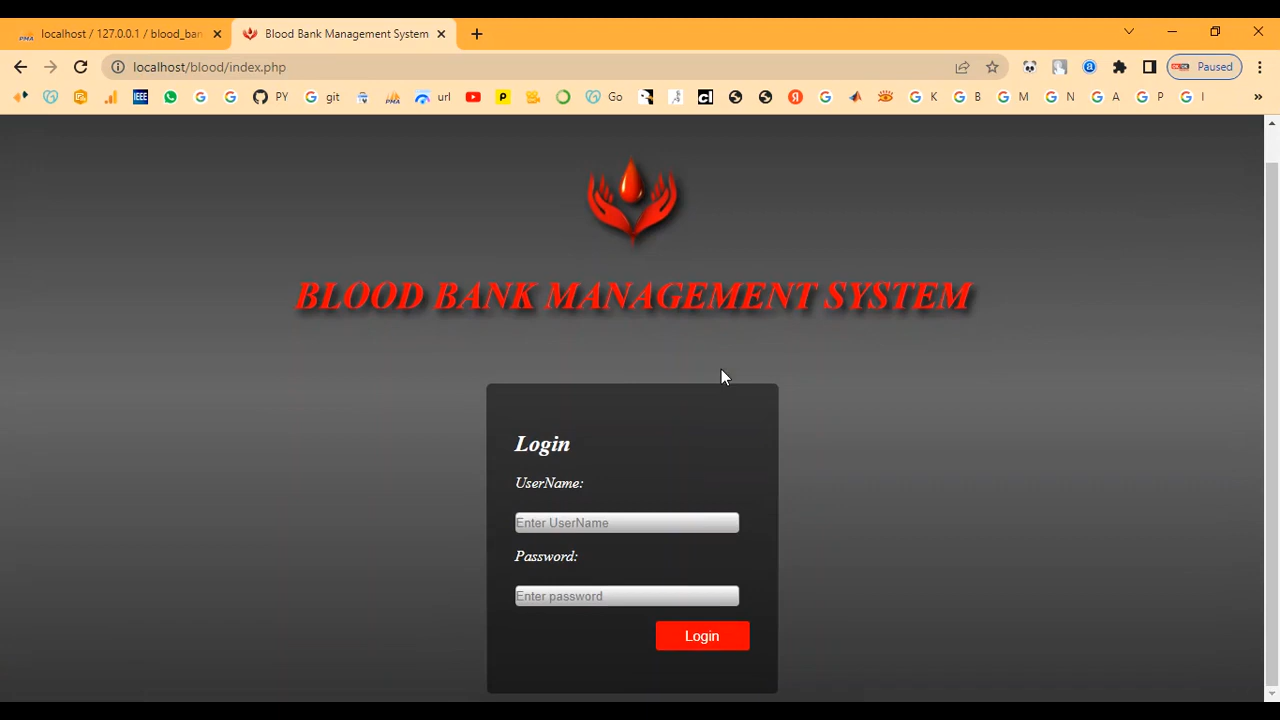 localhost / 127.0.0.1 / blood_ban
Blood Bank Management System
localhost/blood/index.php
Paused
IEEE
PY
git
url
Go
K
B
M
N
A
P
I
BLOOD BANK MANAGEMENT SYSTEM
Login
UserName:
Enter UserName
Password:
Enter password
Login